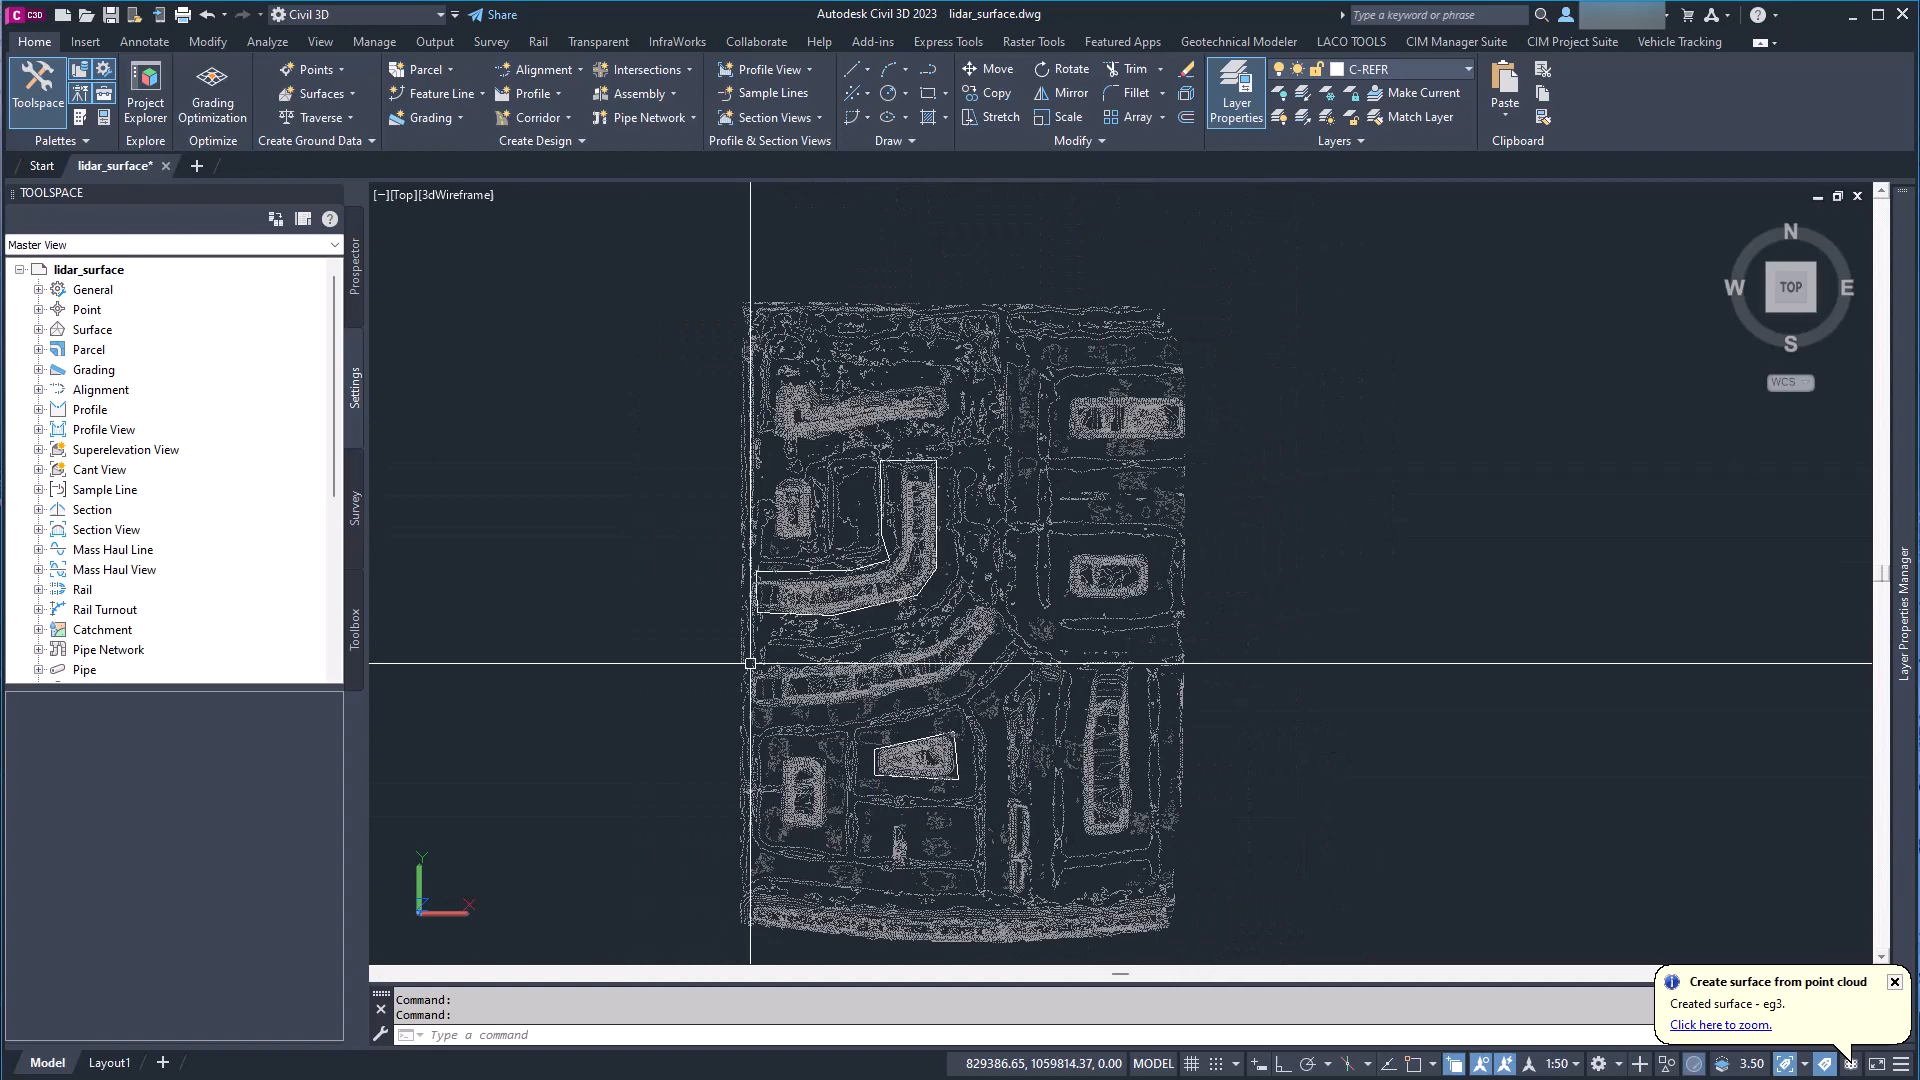 C3D
Civil 3D
Share
Autodesk Civil 3D 2023 lidar_surface.dwg
Type a keyword or phrase
Home Insert Annotate Modify Analyze View Manage Output Survey Rail Transparent InfraWorks Collaborate Help Add-ins Express Tools Raster Tools Featured Apps Geotechnical Modeler LACO TOOLS CIM Manager Suite CIM Project Suite Vehicle Tracking
Toolspace
Palettes
Project
Explorer
Explore
Grading
Optimization
Optimize
Points
Surfaces
Traverse
Create Ground Data
Parcel
Feature Line
Grading
Alignment
Profile
Corridor
Intersections
Assembly
Pipe Network
Create Design
Profile View
Sample Lines
Section Views
Profile & Section Views
Draw
Move
Copy
Stretch
Rotate
Mirror
Scale
Trim
Fillet
Array
Modify
Layer
Properties
C-REFR
Make Current
Match Layer
Layers
Paste
Clipboard
Start
lidar_surface*
TOOLSPACE
Master View
lidar_surface
General
Point
Surface
Parcel
Grading
Alignment
Profile
Profile View
Superelevation View
Cant View
Sample Line
Section
Section View
Mass Haul Line
Mass Haul View
Rail
Rail Turnout
Catchment
Pipe Network
Pipe
Prospector
Settings
Survey
Toolbox
[−][Top][3dWireframe]
N
W
TOP
E
S
WCS
Y
Z
X
Layer Properties Manager
Command:
Command:
Type a command
Create surface from point cloud
Created surface - eg3.
Click here to zoom.
Model
Layout1
829386.65, 1059814.37, 0.00
MODEL
1:50
3.50